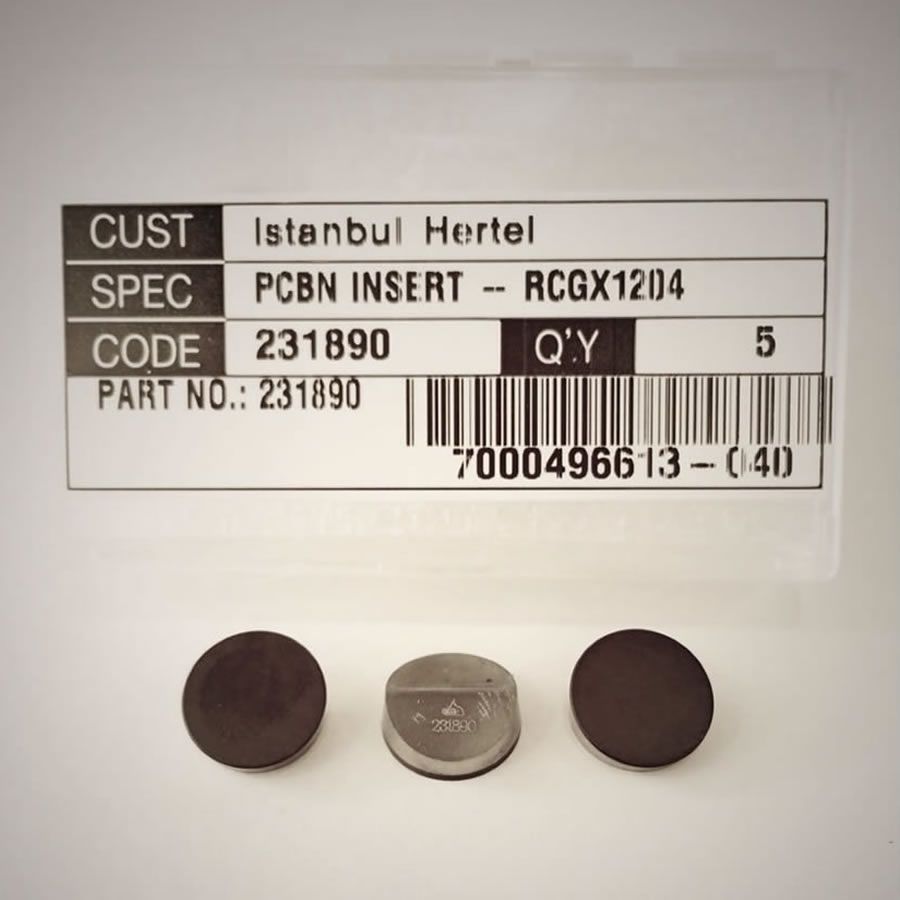 CUST Istanbul Hertel
SPEC PCBN INSERT -- RCGX1204
CODE 231890 Q'.Y 5
PART NO.: 231890
7000496613-040
231890